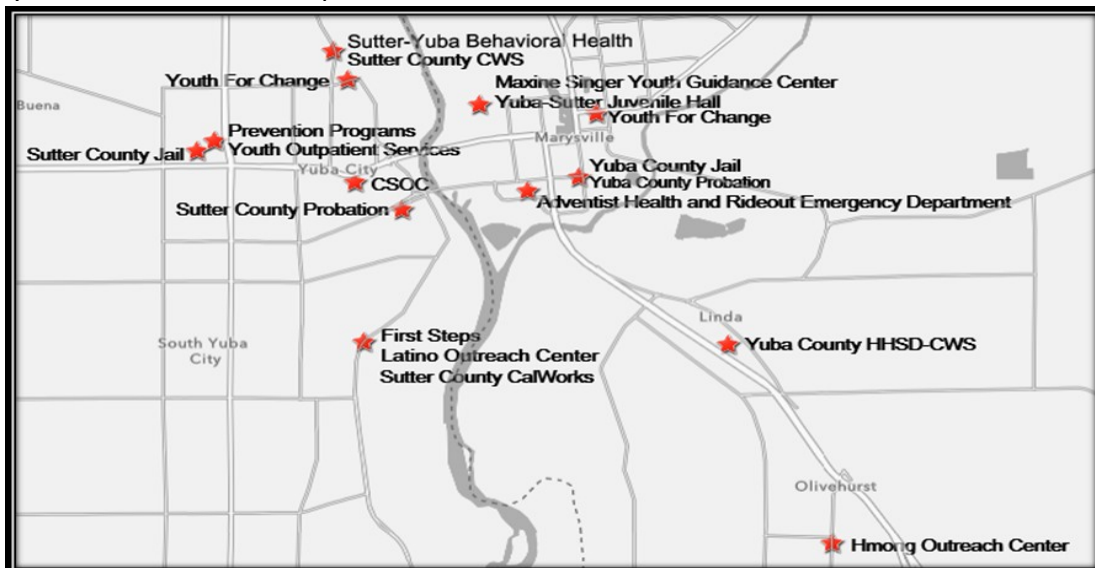 Sutter-Yuba Behavioral Health
Sutter County CWS
Youth For Change
Maxine Singer Youth Guidance Center
Yuba-Sutter Juvenile Hall
Youth For Change
Buena
Marysville
Prevention Programs
Youth Outpatient Services
Sutter County Jail
Yuba City
Yuba County Jail
Yuba County Probation
CSOC
Adventist Health and Rideout Emergency Department
Sutter County Probation
Linda
First Steps
Latino Outreach Center
Sutter County CalWorks
South Yuba
City
Yuba County HHSD-CWS
Olivehurst
Hmong Outreach Center